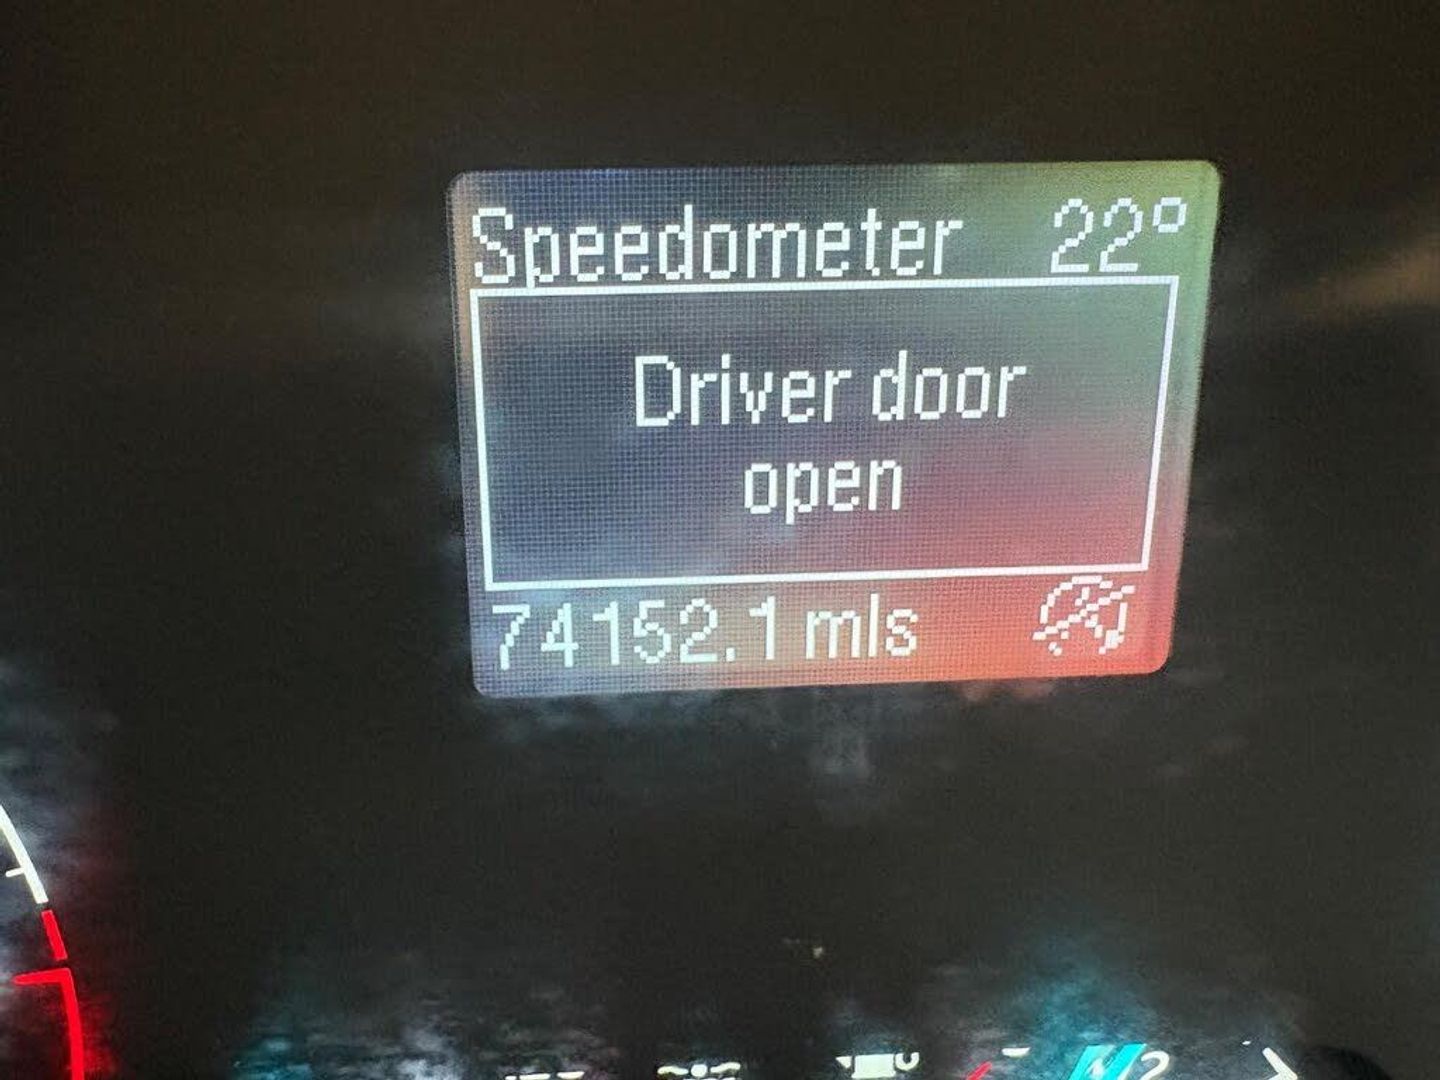 Speedometer 22°
Driver door
open
74152.1 mls